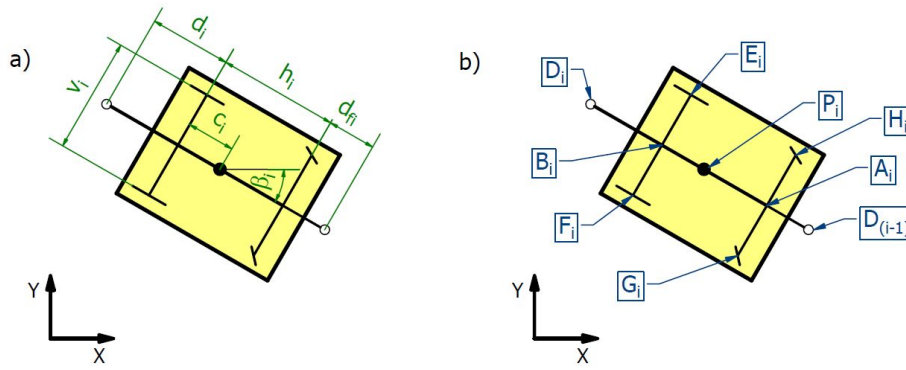 a)
d_i
h_i
d_fi
v_i
c_i
β_i
Y
X
b)
D_i
E_i
P_i
H_i
B_i
A_i
F_i
D_(i-1)
G_i
Y
X